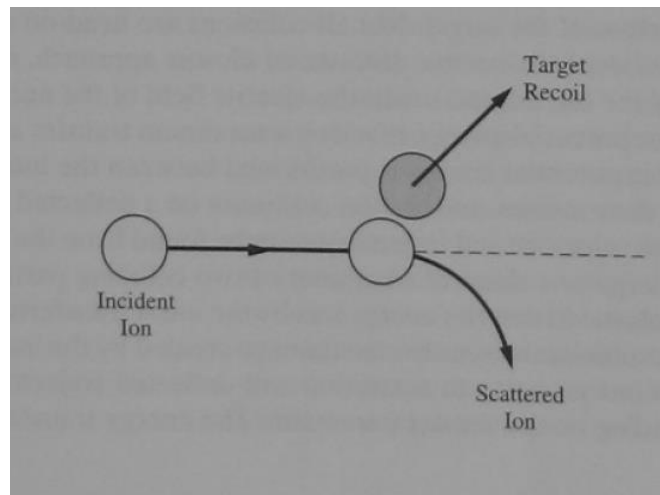 Target
Recoil
Incident
Ion
Scattered
Ion